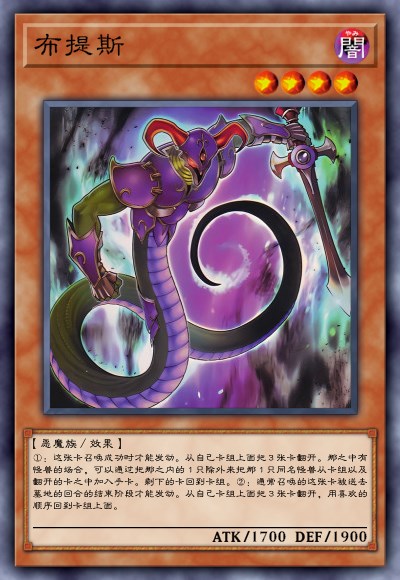 布提斯
やみ
闇
【恶魔族/效果】
①：这张卡召唤成功时才能发动。从自己卡组上面把3张卡翻开。那之中有
怪兽的场合，可以通过把那之内的1只除外来把那1只同名怪兽从卡组以及
翻开的卡之中加入手卡。剩下的卡回到卡组。②：通常召唤的这张卡被送去
墓地的回合的结束阶段才能发动。从自己卡组上面把3张卡翻开，用喜欢的
顺序回到卡组上面。
ATK/1700 DEF/1900